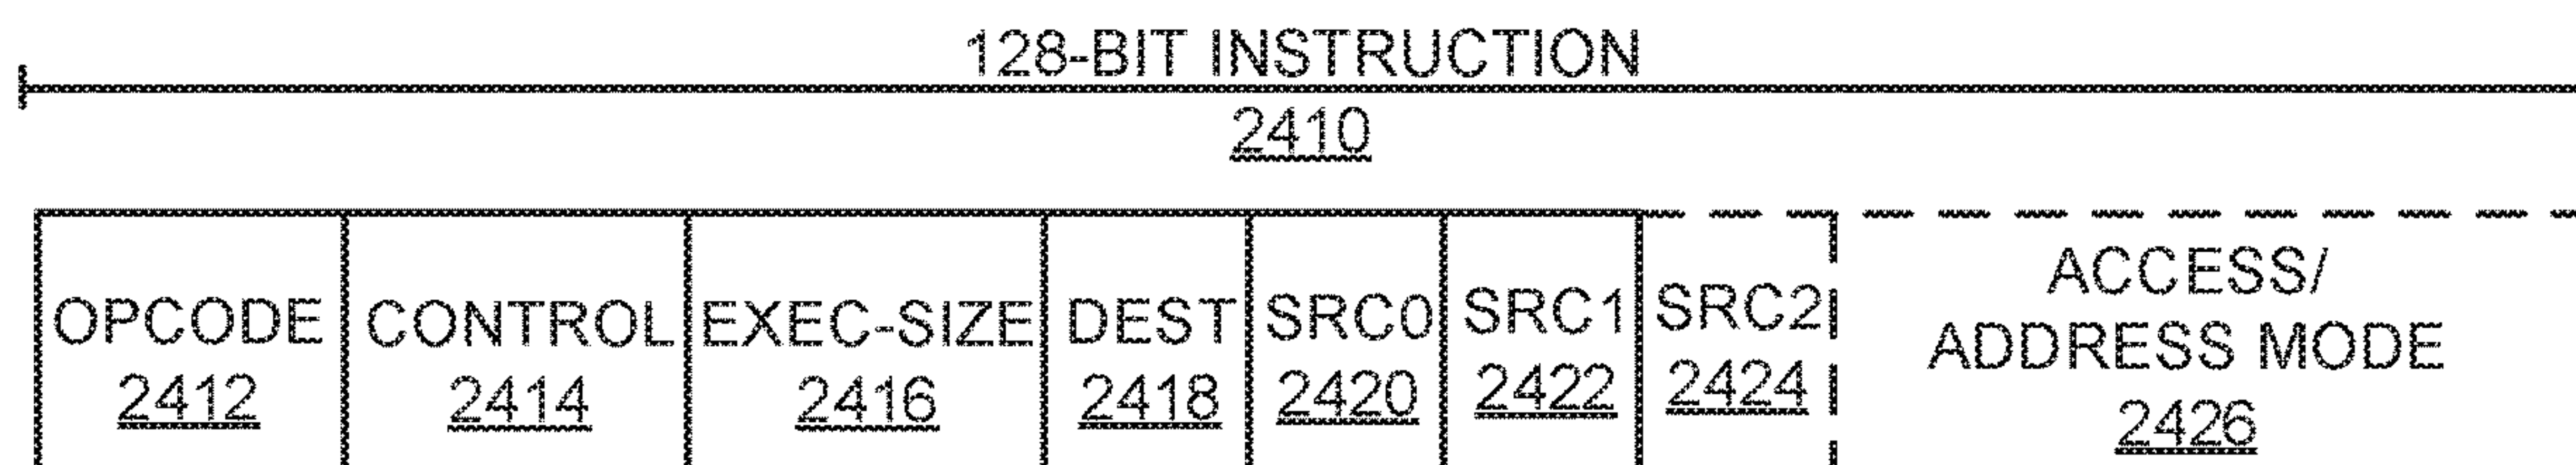 128-BIT INSTRUCTION
2410
OPCODE
2412
CONTROL
2414
EXEC-SIZE
2416
DEST
2418
SRC0
2420
SRC1
2422
SRC2
2424
ACCESS/
ADDRESS MODE
2426